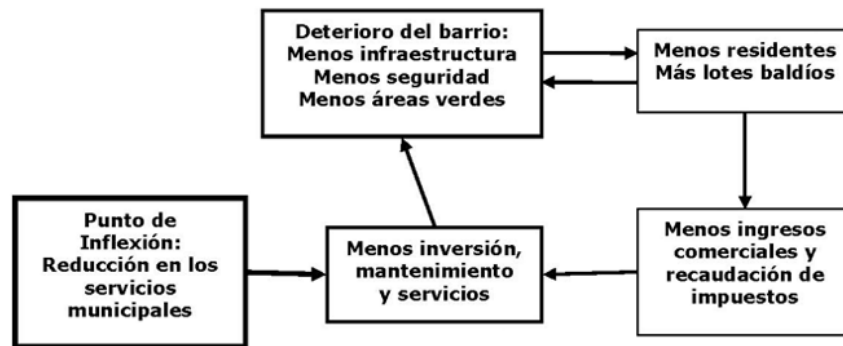 Deterioro del barrio:
Menos infraestructura
Menos seguridad
Menos áreas verdes
Menos residentes
Más lotes baldíos
Punto de
Inflexión:
Reducción en los
servicios
municipales
Menos inversión,
mantenimiento
y servicios
Menos ingresos
comerciales y
recaudación de
impuestos